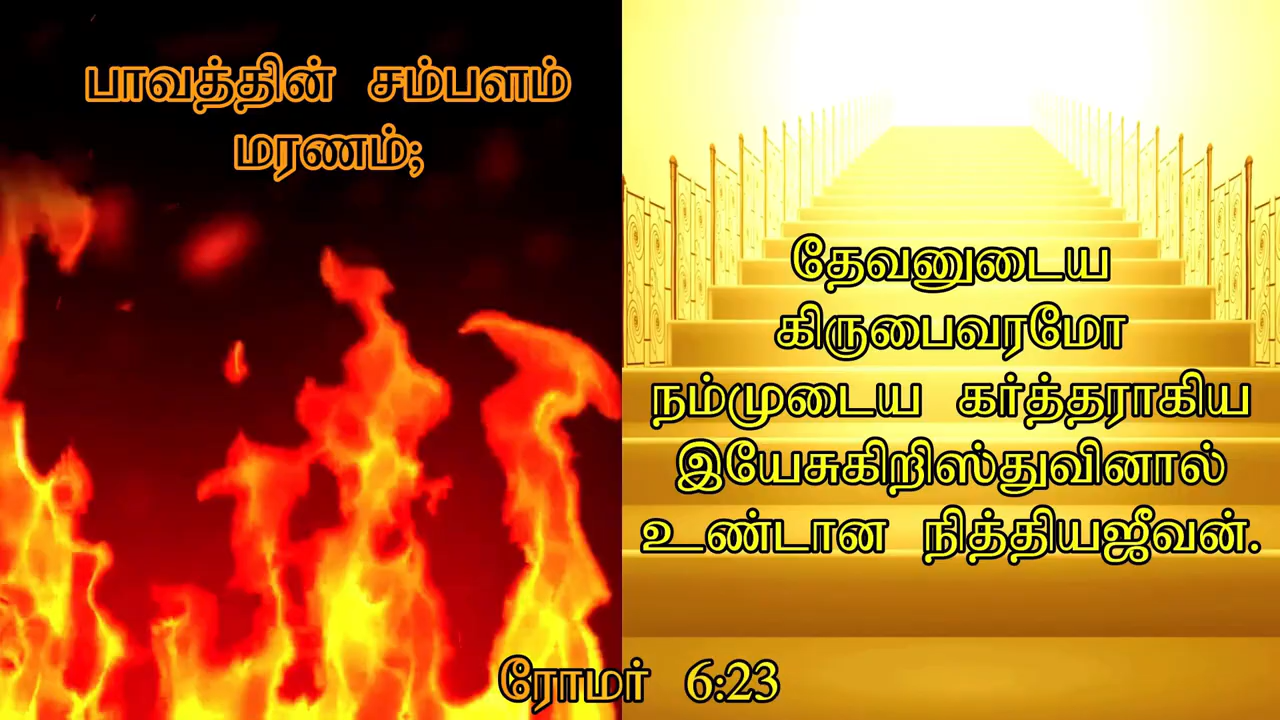 பாவத்தின் சம்பளம்
மரணம்;
தேவனுடைய
கிருபைவரமோ
நம்முடைய கர்த்தராகிய
இயேசுகிறிஸ்துவினால்
உண்டான நித்தியஜீவன்.
ரோமர் 6:23